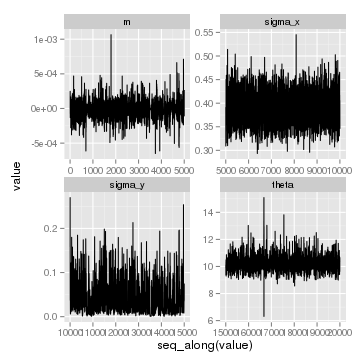 m
sigma_x
1e-03
5e-04
0e+00
-5e-04
0.55
0.50
0.45
0.40
0.35
0.30
0 1000 2000 3000 4000 5000
5000 6000 7000 8000 9000 10000
sigma_y
theta
0.2
0.1
0.0
14
12
10
8
6
10000 11000 12000 13000 14000 15000
15000 16000 17000 18000 19000 20000
value
seq_along(value)